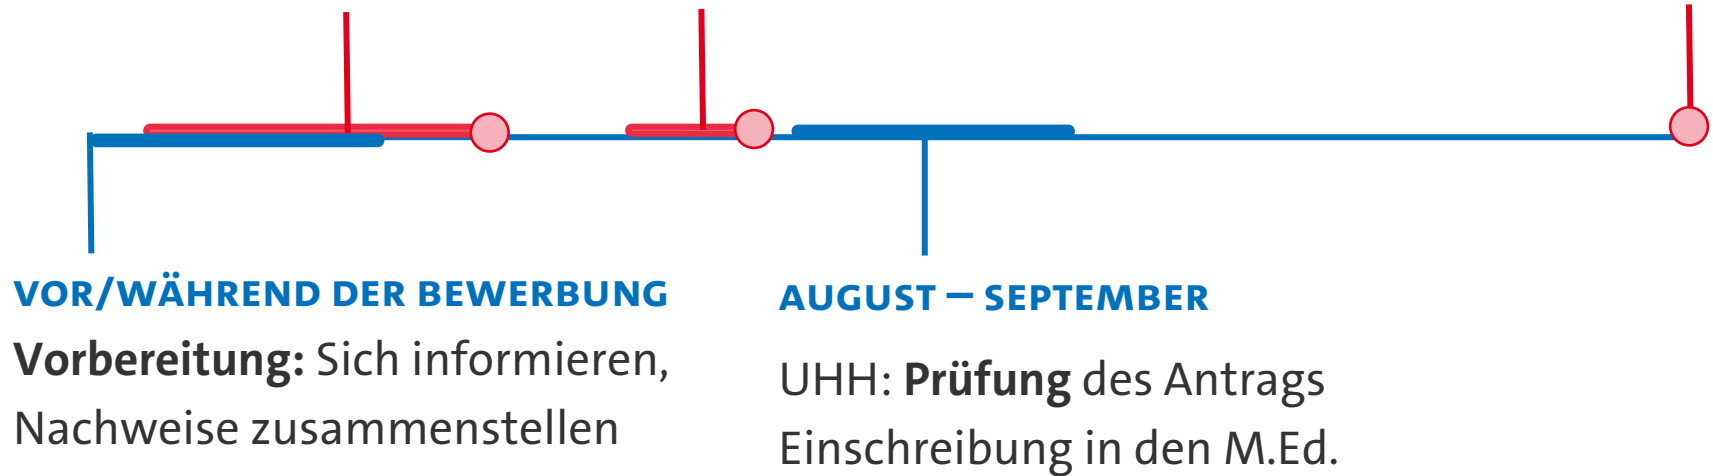 VOR/WÄHREND DER BEWERBUNG
Vorbereitung: Sich informieren,
Nachweise zusammenstellen
AUGUST – SEPTEMBER
UHH: Prüfung des Antrags
Einschreibung in den M.Ed.